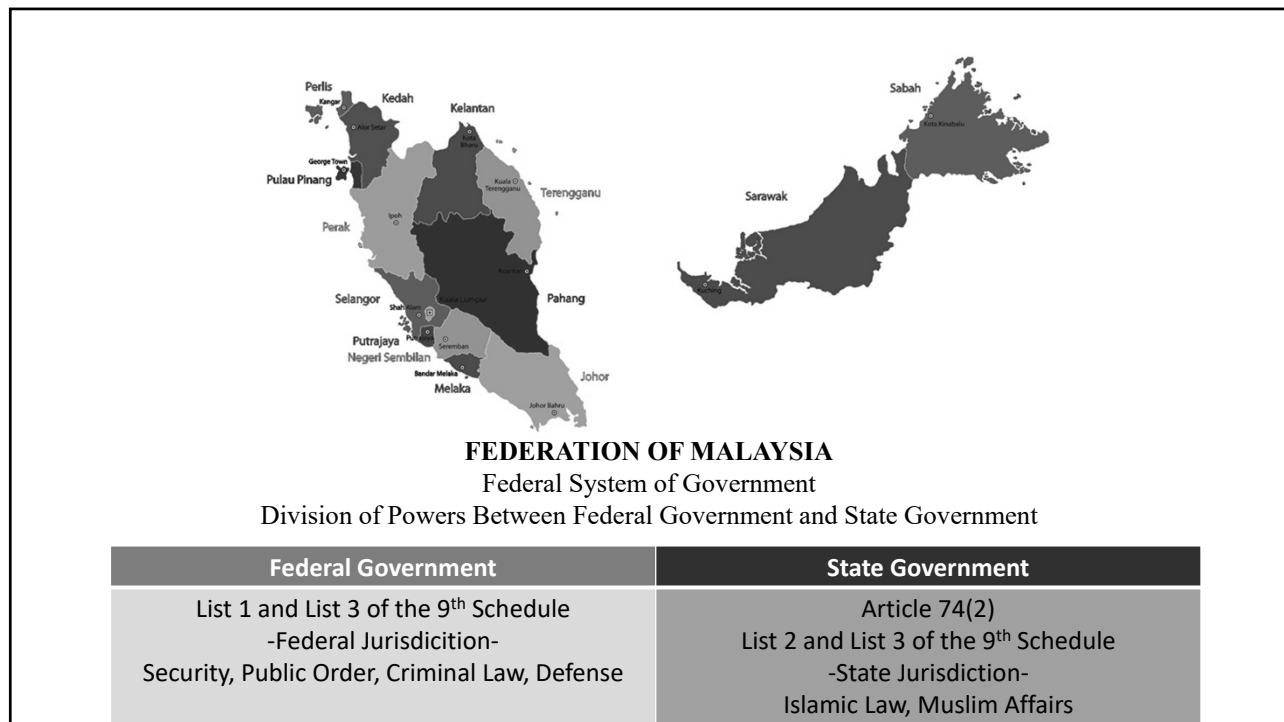 Perlis
Kangar
Kedah
Alor Setar
Kelantan
Kota
Bharu
George Town
Pulau Pinang
Kuala
Terengganu
Terengganu
Ipoh
Perak
Kuantan
Pahang
Selangor
Kuala Lumpur
Shah Alam
Putrajaya
Putrajaya
Seremban
Negeri Sembilan
Bandar Melaka
Melaka
Johor
Johor Bahru
Sabah
Kota Kinabalu
Sarawak
Kuching
FEDERATION OF MALAYSIA
Federal System of Government
Division of Powers Between Federal Government and State Government
Federal Government
List 1 and List 3 of the 9th Schedule
-Federal Jurisdicition-
Security, Public Order, Criminal Law, Defense
State Government
Article 74(2)
List 2 and List 3 of the 9th Schedule
-State Jurisdiction-
Islamic Law, Muslim Affairs